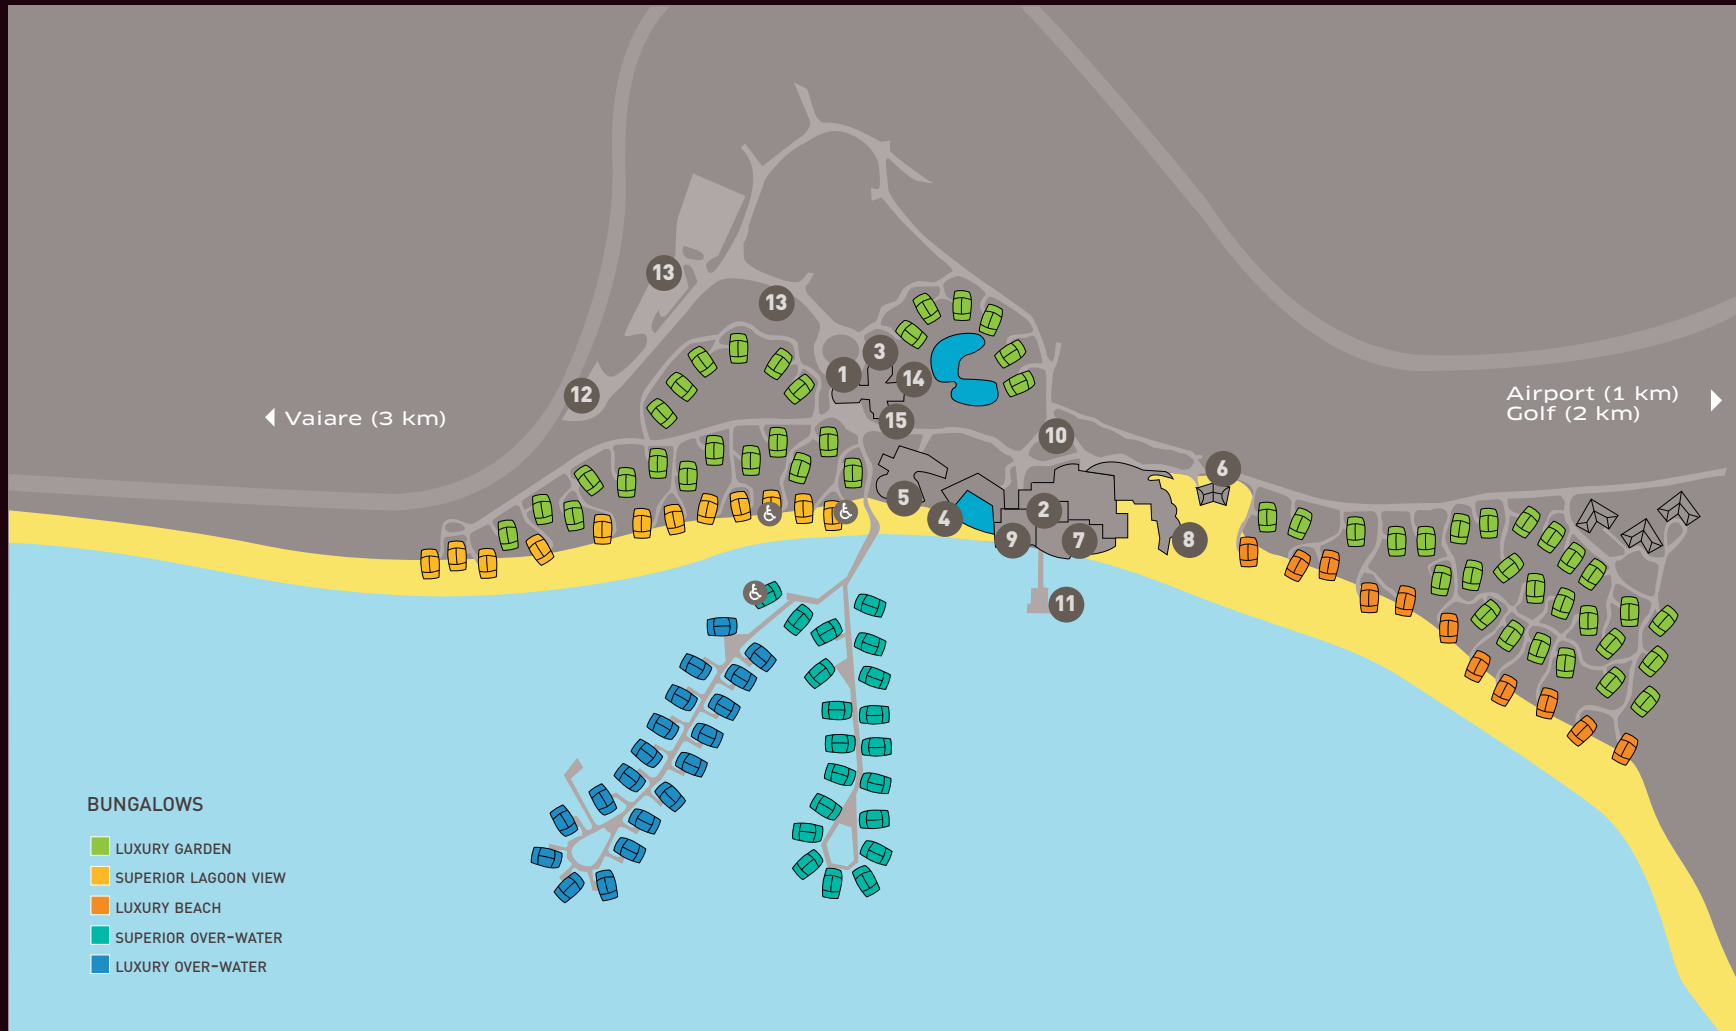 13
13
3
1
14
12
15
Vaiare (3 km)
Airport (1 km)
Golf (2 km)
10
6
5
4
2
9
7
8
11
BUNGALOWS
LUXURY GARDEN
SUPERIOR LAGOON VIEW
LUXURY BEACH
SUPERIOR OVER-WATER
LUXURY OVER-WATER